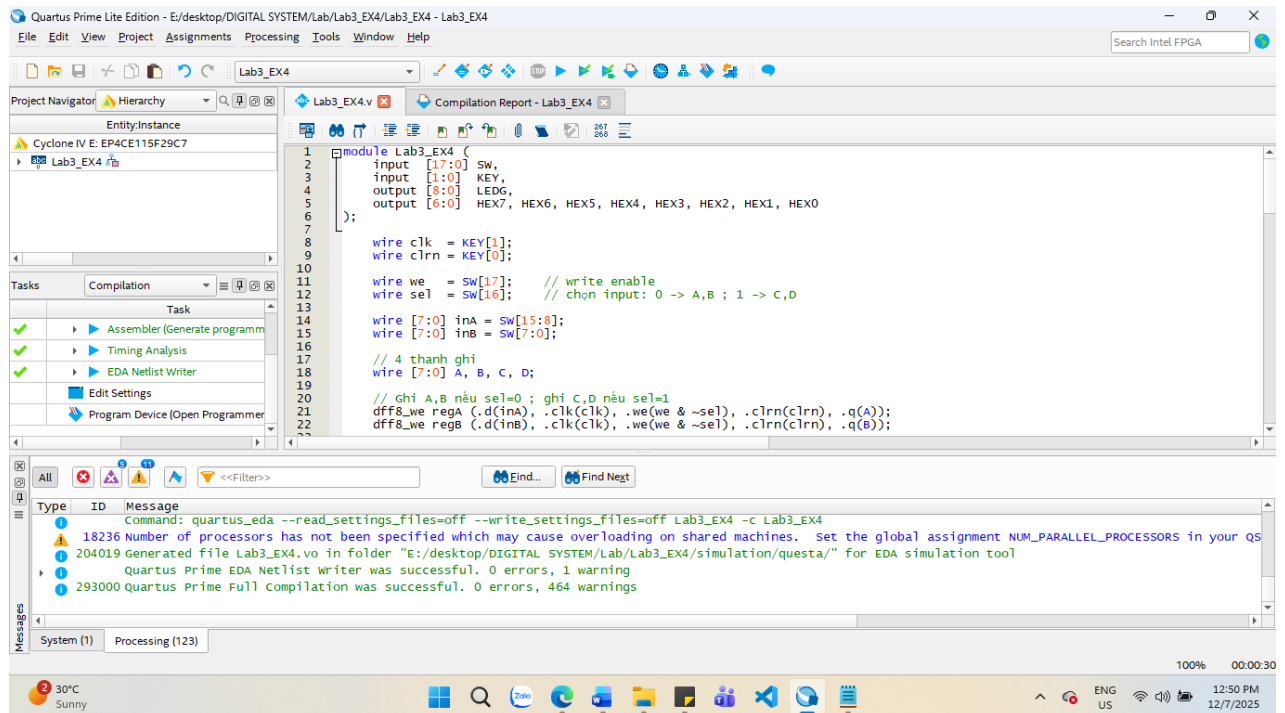 Quartus Prime Lite Edition - E:/desktop/DIGITAL SYSTEM/Lab/Lab3_EX4/Lab3_EX4 - Lab3_EX4
File Edit View Project Assignments Processing Tools Window Help
Search Intel FPGA
Lab3_EX4
Project Navigator Hierarchy
Entity:Instance
Cyclone IV E: EP4CE115F29C7
Lab3_EX4
Tasks Compilation
Task
Assembler (Generate programm
Timing Analysis
EDA Netlist Writer
Edit Settings
Program Device (Open Programmer
Lab3_EX4.v Compilation Report - Lab3_EX4
267
268
1 module Lab3_EX4 (
2 input [17:0] SW,
3 input [1:0] KEY,
4 output [8:0] LEDG,
5 output [6:0] HEX7, HEX6, HEX5, HEX4, HEX3, HEX2, HEX1, HEX0
6 );
7
8 wire clk = KEY[1];
9 wire clrn = KEY[0];
10
11 wire we = SW[17]; // write enable
12 wire sel = SW[16]; // chọn input: 0 -> A,B ; 1 -> C,D
13
14 wire [7:0] inA = SW[15:8];
15 wire [7:0] inB = SW[7:0];
16
17 // 4 thanh ghi
18 wire [7:0] A, B, C, D;
19
20 // Ghi A,B nếu sel=0 ; ghi C,D nếu sel=1
21 dff8_we regA (.d(inA), .clk(clk), .we(we & ~sel), .clrn(clrn), .q(A));
22 dff8_we regB (.d(inB), .clk(clk), .we(we & ~sel), .clrn(clrn), .q(B));
All 6 11 <<Filter>> Find... Find Next
Type ID Message
Command: quartus_eda --read_settings_files=off --write_settings_files=off Lab3_EX4 -c Lab3_EX4
18236 Number of processors has not been specified which may cause overloading on shared machines. Set the global assignment NUM_PARALLEL_PROCESSORS in your QS
204019 Generated file Lab3_EX4.vo in folder "E:/desktop/DIGITAL SYSTEM/Lab/Lab3_EX4/simulation/questa/" for EDA simulation tool
Quartus Prime EDA Netlist Writer was successful. 0 errors, 1 warning
293000 Quartus Prime Full Compilation was successful. 0 errors, 464 warnings
Messages
System (1) Processing (123)
100% 00:00:30
2 30°C
Sunny
Zalo
ENG
US
12:50 PM
12/7/2025